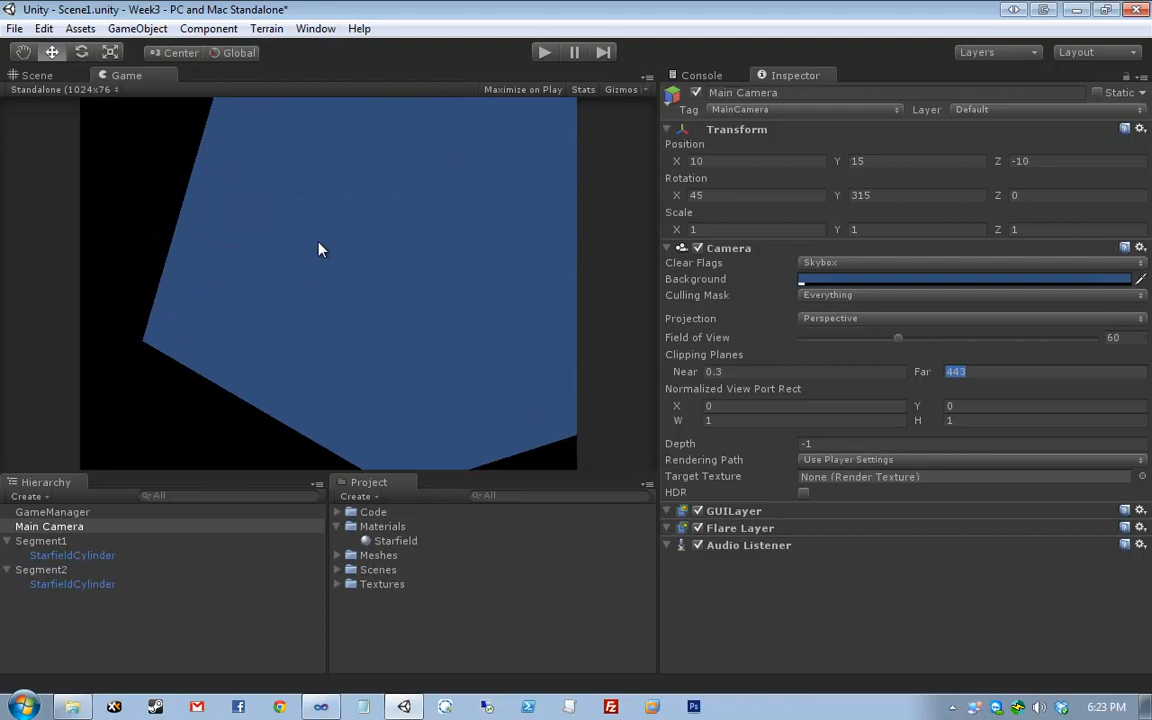 Unity - Scene1.unity - Week3 - PC and Mac Standalone*
File Edit Assets GameObject Component Terrain Window Help
Center Global Layers Layout
Scene Game
Standalone (1024x76 Maximize on Play Stats Gizmos
Console Inspector
Main Camera Static
Tag MainCamera Layer Default
Transform
Position
X 10 Y 15 Z -10
Rotation
X 45 Y 315 Z 0
Scale
X 1 Y 1 Z 1
Camera
Clear Flags Skybox
Background
Culling Mask Everything
Projection Perspective
Field of View 60
Clipping Planes
Near 0.3 Far 443
Normalized View Port Rect
X 0 Y 0
W 1 H 1
Depth -1
Rendering Path Use Player Settings
Target Texture None (Render Texture)
HDR
GUILayer
Flare Layer
Audio Listener
Hierarchy
Create All
GameManager
Main Camera
Segment1
StarfieldCylinder
Segment2
StarfieldCylinder
Project
Create All
Code
Materials
Starfield
Meshes
Scenes
Textures
6:23 PM